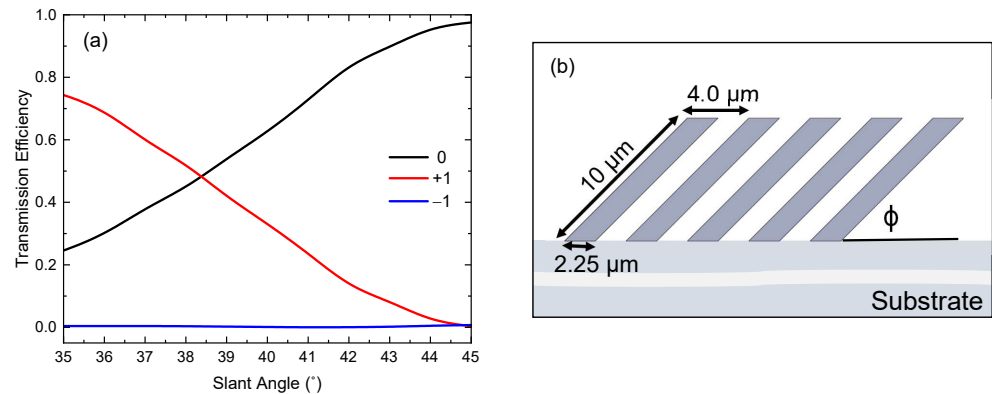 (a)
1.0
0.8
0.6
0.4
0.2
0.0
Transmission Efficiency
0
+1
−1
35 36 37 38 39 40 41 42 43 44 45
Slant Angle (°)
(b)
4.0 µm
10 µm
ϕ
2.25 µm
Substrate